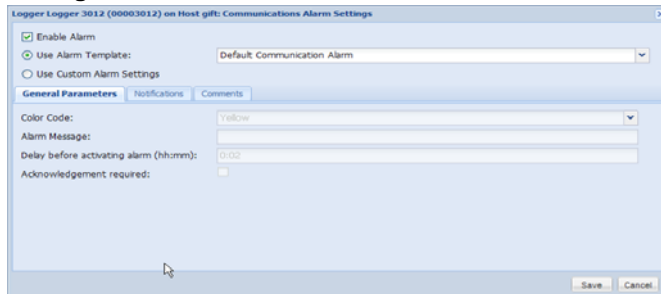 Logger Logger 3012 (00003012) on Host gift: Communications Alarm Settings
Enable Alarm
Use Alarm Template: Default Communication Alarm
Use Custom Alarm Settings
General Parameters Notifications Comments
Color Code: Yellow
Alarm Message:
Delay before activating alarm (hh:mm): 0:02
Acknowledgement required:
Save Cancel